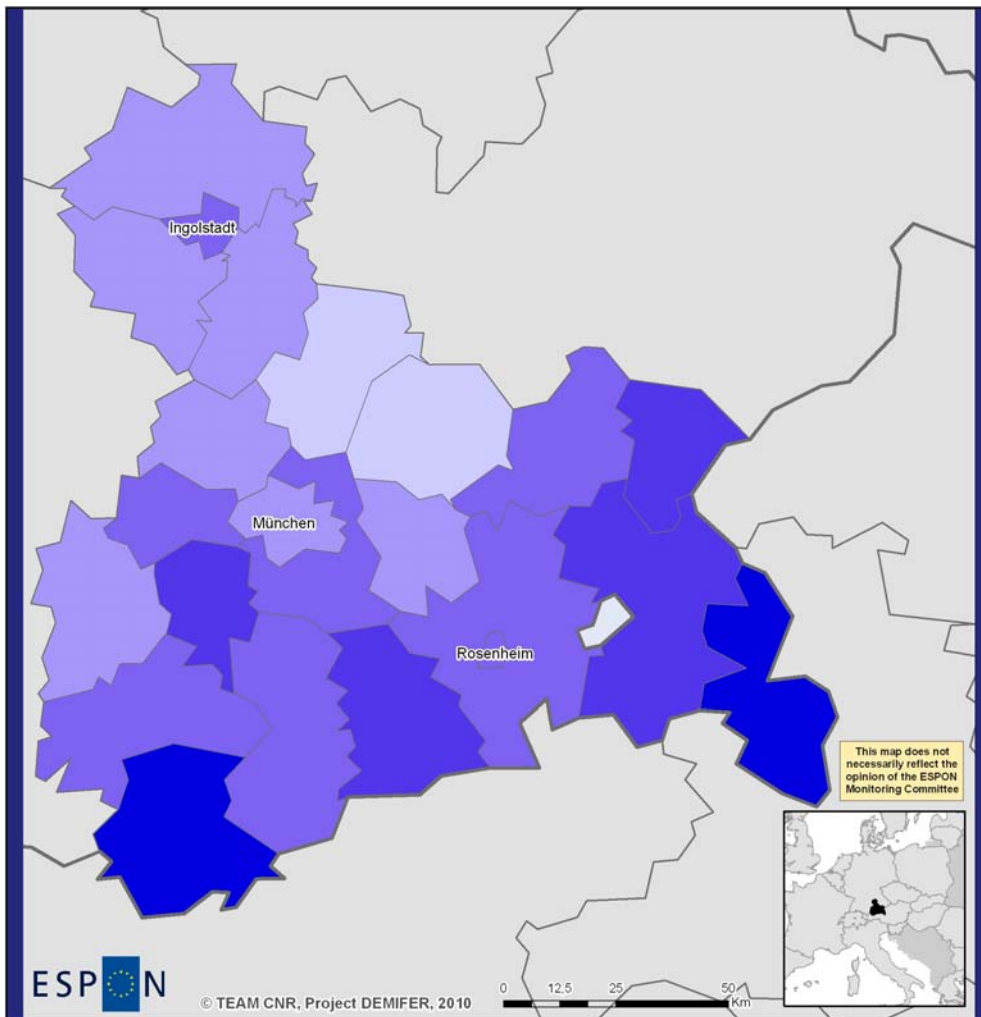 Ingolstadt
München
Rosenheim
This map does not
necessarily reflect the
opinion of the ESPON
Monitoring Committee
ESPON
© TEAM CNR, Project DEMIFER, 2010
0 12,5 25 50
Km